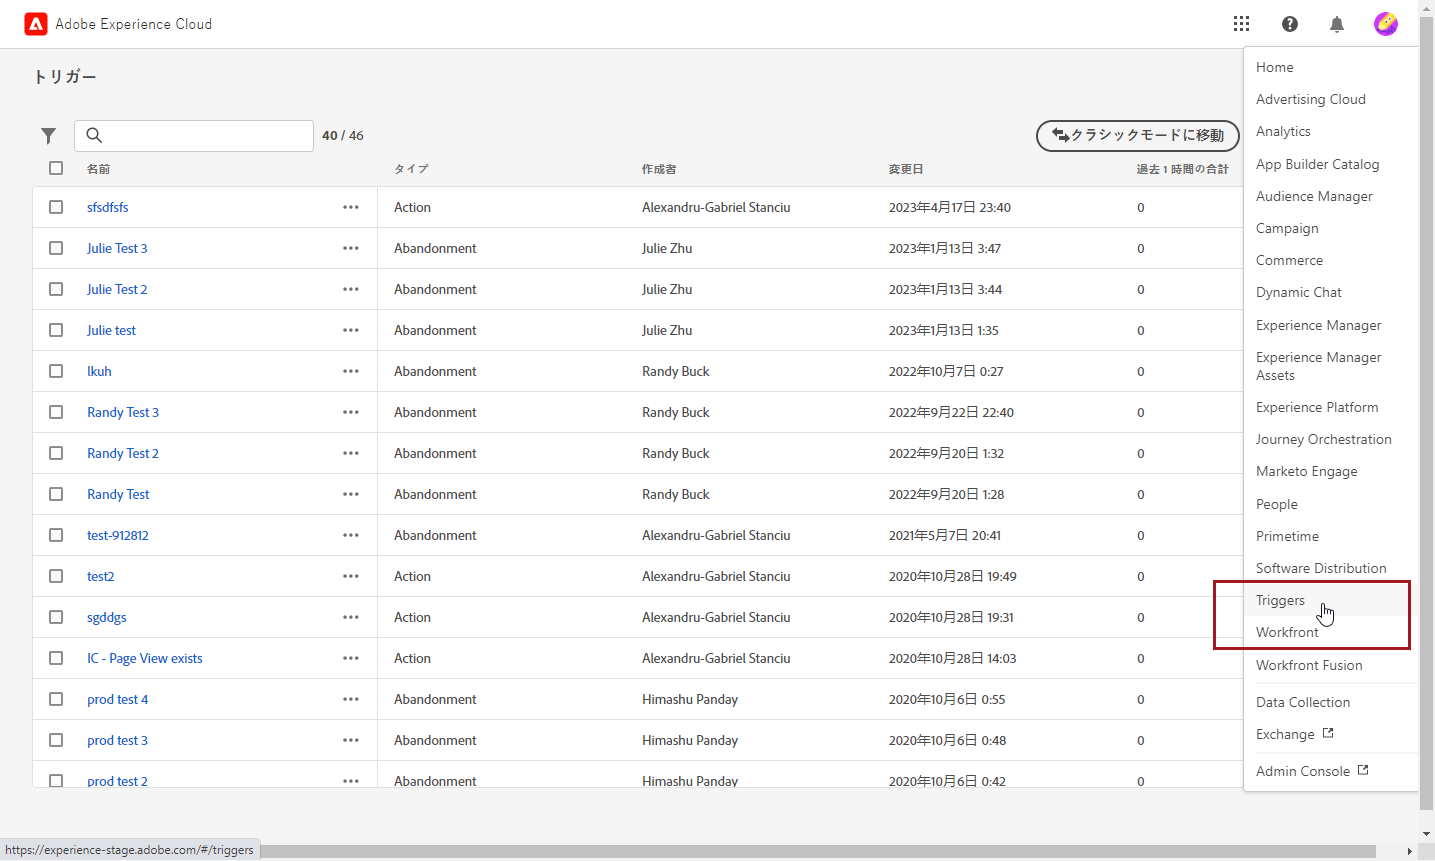 Adobe Experience Cloud
トリガー
40 / 46
クラシックモードに移動
名前 タイプ 作成者 変更日 過去 1 時間の合計
sfsdfsfs ••• Action Alexandru-Gabriel Stanciu 2023年4月17日 23:40 0
Julie Test 3 ••• Abandonment Julie Zhu 2023年1月13日 3:47 0
Julie Test 2 ••• Abandonment Julie Zhu 2023年1月13日 3:44 0
Julie test ••• Abandonment Julie Zhu 2023年1月13日 1:35 0
lkuh ••• Abandonment Randy Buck 2022年10月7日 0:27 0
Randy Test 3 ••• Abandonment Randy Buck 2022年9月22日 22:40 0
Randy Test 2 ••• Abandonment Randy Buck 2022年9月20日 1:32 0
Randy Test ••• Abandonment Randy Buck 2022年9月20日 1:28 0
test-912812 ••• Abandonment Alexandru-Gabriel Stanciu 2021年5月7日 20:41 0
test2 ••• Action Alexandru-Gabriel Stanciu 2020年10月28日 19:49 0
sgddgs ••• Action Alexandru-Gabriel Stanciu 2020年10月28日 19:31 0
IC - Page View exists ••• Action Alexandru-Gabriel Stanciu 2020年10月28日 14:03 0
prod test 4 ••• Abandonment Himashu Panday 2020年10月6日 0:55 0
prod test 3 ••• Abandonment Himashu Panday 2020年10月6日 0:48 0
prod test 2 ••• Abandonment Himashu Panday 2020年10月6日 0:42 0
Home
Advertising Cloud
Analytics
App Builder Catalog
Audience Manager
Campaign
Commerce
Dynamic Chat
Experience Manager
Experience Manager
Assets
Experience Platform
Journey Orchestration
Marketo Engage
People
Primetime
Software Distribution
Triggers
Workfront
Workfront Fusion
Data Collection
Exchange
Admin Console
https://experience-stage.adobe.com/#/triggers